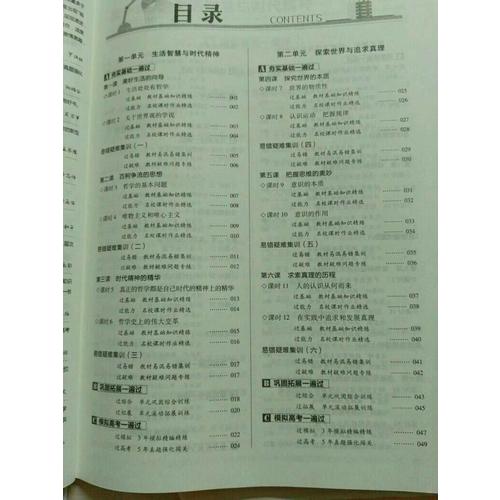 目录
CONTENTS
第一单元 生活智慧与时代精神
A 夯实基础一遍过
第一课 美好生活的向导
◇课时1 生活处处有哲学
过基础 教材基础知识精练 001
过能力 名校课时作业精选 002
◇课时2 关于世界观的学说
过基础 教材基础知识精练 003
过能力 名校课时作业精选 004
易错疑难集训(一)
过易错 教材易混易错集训 005
过疑难 教材疑难问题专练 006
第二课 百舸争流的思想
◇课时3 哲学的基本问题
过基础 教材基础知识精练 007
过能力 名校课时作业精选 008
◇课时4 唯物主义和唯心主义
过基础 教材基础知识精练 009
过能力 名校课时作业精选 010
易错疑难集训(二)
过易错 教材易混易错集训 011
过疑难 教材疑难问题专练 012
第三课 时代精神的精华
◇课时5 真正的哲学都是自己时代的精神上的精华
过基础 教材基础知识精练 013
过能力 名校课时作业精选 014
◇课时6 哲学史上的伟大变革
过基础 教材基础知识精练 015
过能力 名校课时作业精选 016
易错疑难集训(三)
过易错 教材易混易错集训 017
过疑难 教材疑难问题专练 017
B 巩固拓展一遍过
过综合 单元巩固综合训练 018
过拓展 单元滚动拓展训练 020
C 模拟高考一遍过
过模拟 3年模拟精编精练 022
过高考 5年真题强化闯关 024
第二单元 探索世界与追求真理
A 夯实基础一遍过
第四课 探究世界的本质
◇课时7 世界的物质性
过基础 教材基础知识精练 025
过能力 名校课时作业精选 026
◇课时8 认识运动 把握规律
过基础 教材基础知识精练 027
过能力 名校课时作业精选 028
易错疑难集训(四)
过易错 教材易混易错集训 029
过疑难 教材疑难问题专练 030
第五课 把握思维的奥妙
◇课时9 意识的本质
过基础 教材基础知识精练 031
过能力 名校课时作业精选 032
◇课时10 意识的作用
过基础 教材基础知识精练 033
过能力 名校课时作业精选 034
易错疑难集训(五)
过易错 教材易混易错集训 035
过疑难 教材疑难问题专练 036
第六课 求索真理的历程
◇课时11 人的认识从何而来
过基础 教材基础知识精练 037
过能力 名校课时作业精选 038
◇课时12 在实践中追求和发展真理
过基础 教材基础知识精练 039
过能力 名校课时作业精选 040
易错疑难集训(六)
过易错 教材易混易错集训 041
过疑难 教材疑难问题专练 042
B 巩固拓展一遍过
过综合 单元巩固综合训练 043
过拓展 单元滚动拓展训练 045
C 模拟高考一遍过
过模拟 3年模拟精编精练 047
过高考 5年真题强化闯关 049